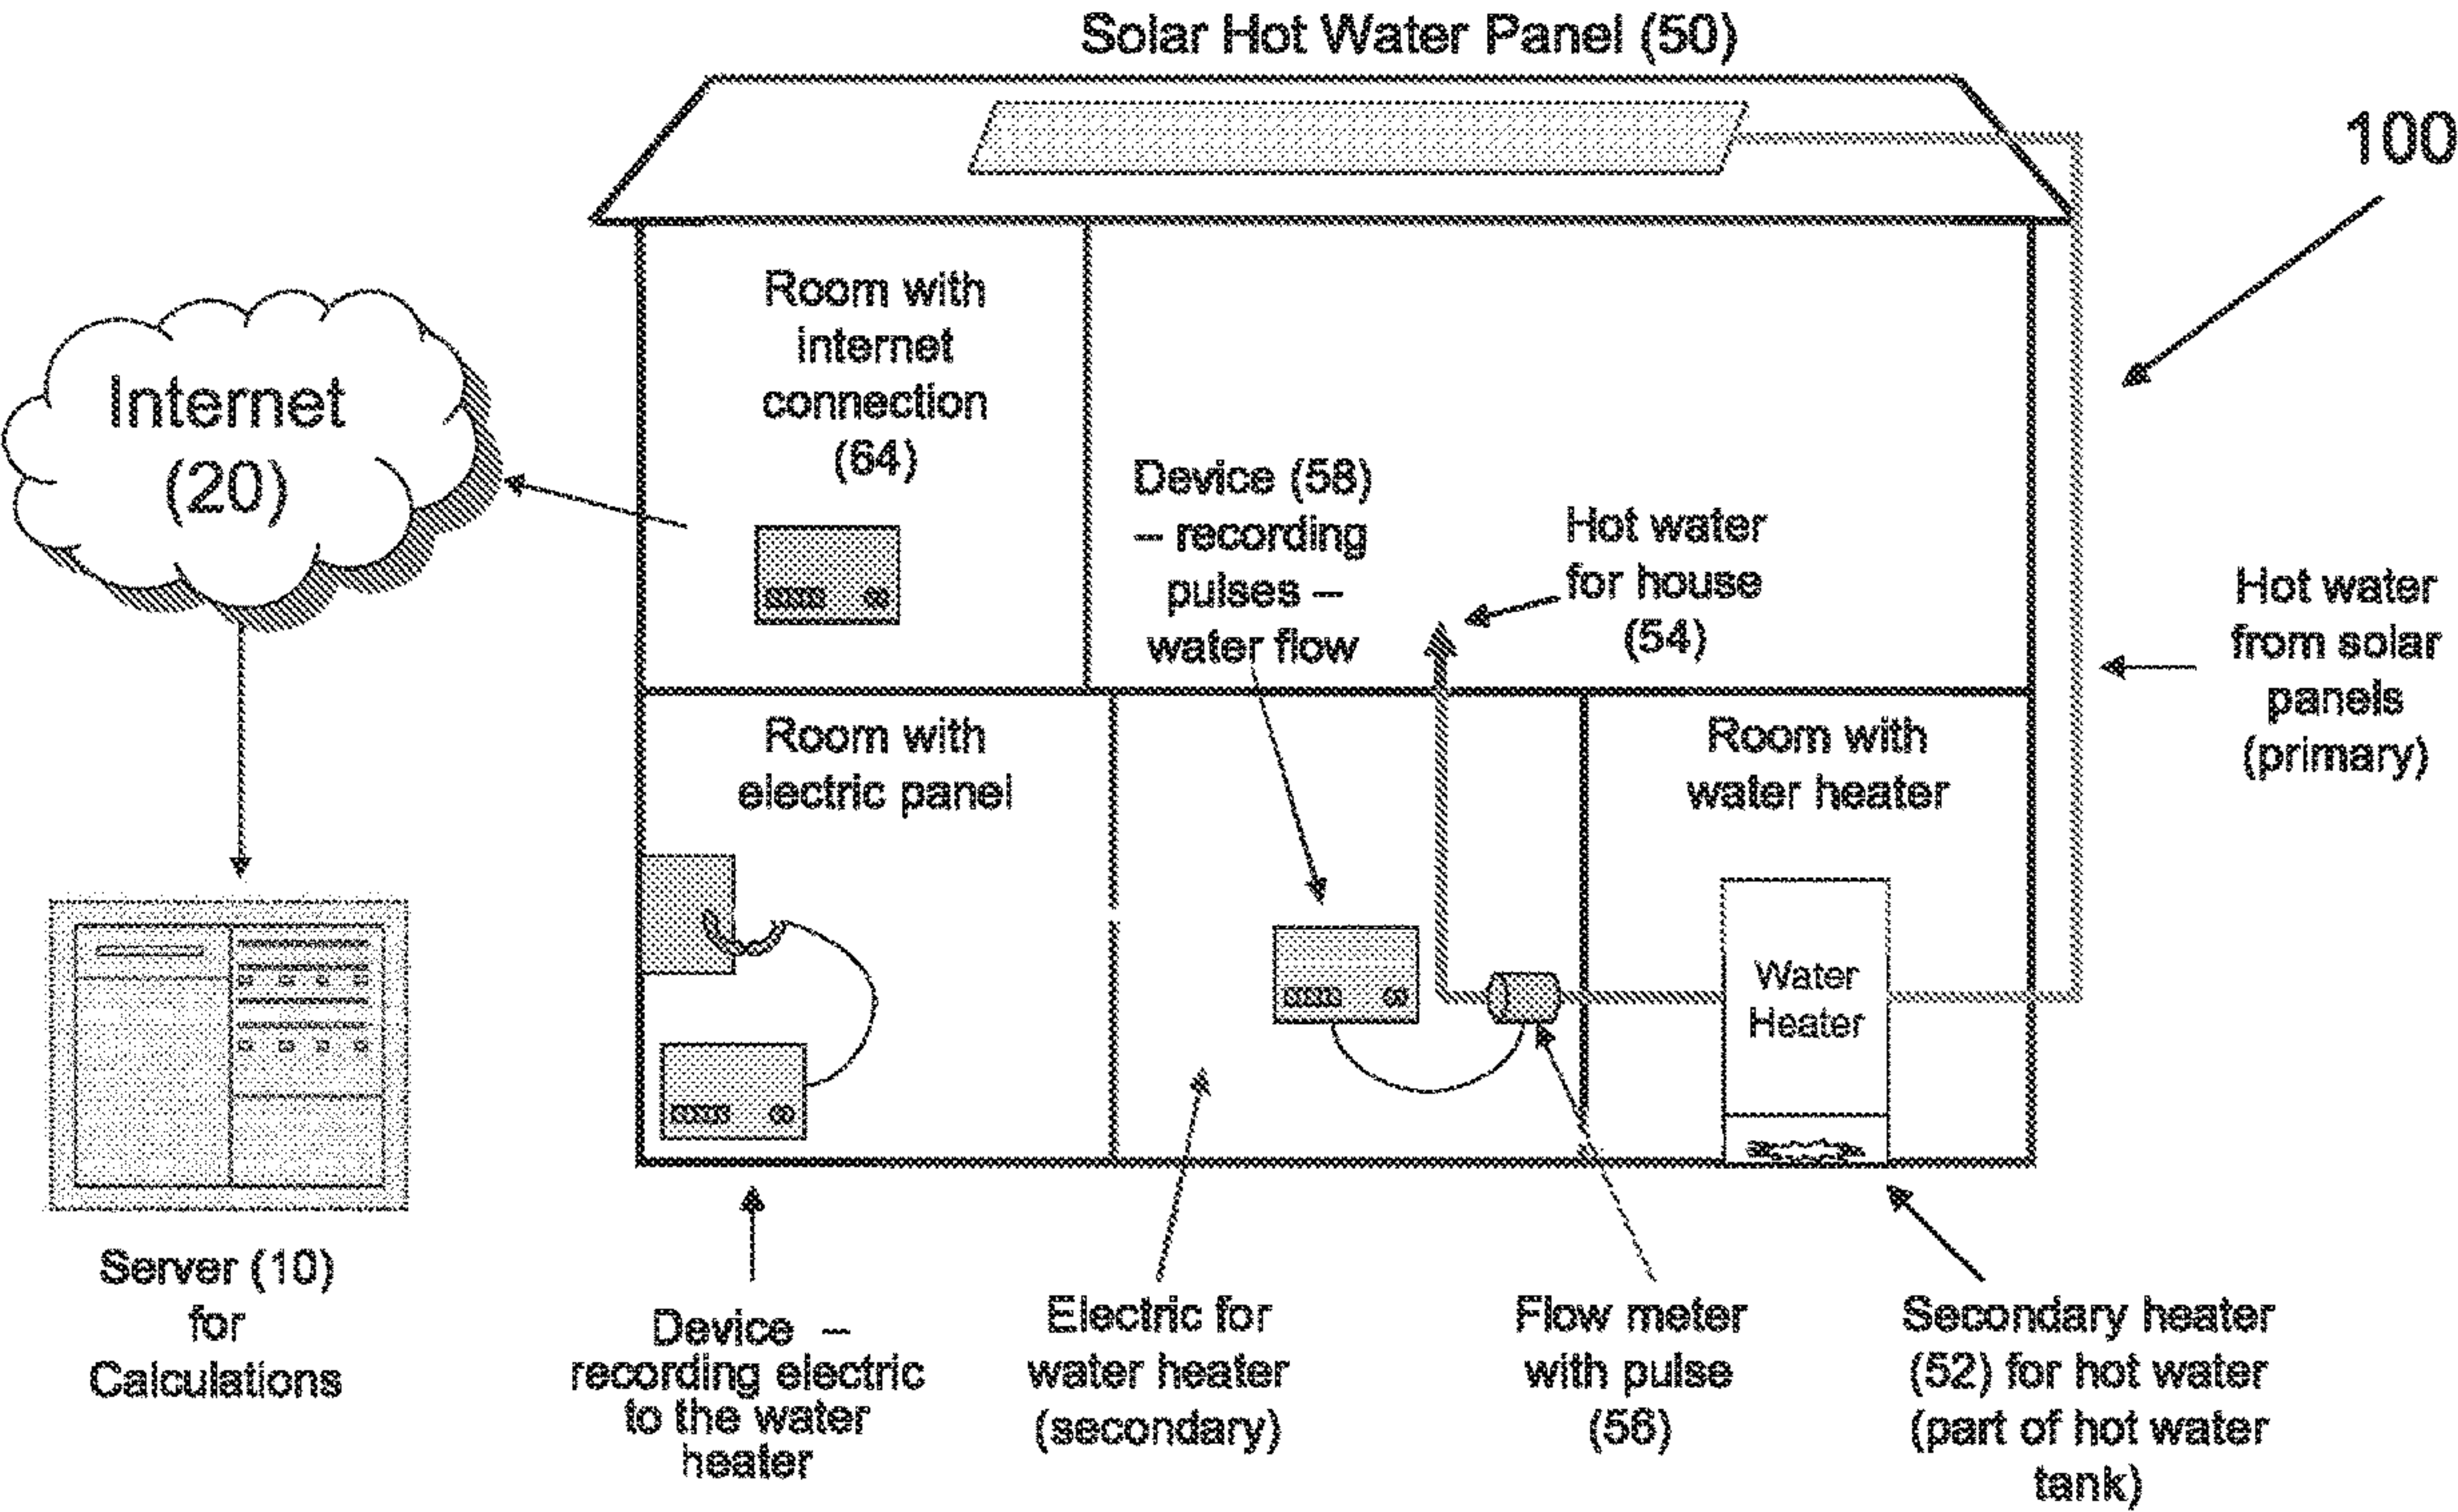 Solar Hot Water Panel (50)
100
Room with
internet
connection
(64)
Internet
(20)
Device (58)
– recording
pulses –
water flow
Hot water
for house
(54)
Hot water
from solar
panels
(primary)
Room with
electric panel
Room with
water heater
Water
Heater
Server (10)
for
Calculations
Device –
recording electric
to the water
heater
Electric for
water heater
(secondary)
Flow meter
with pulse
(56)
Secondary heater
(52) for hot water
(part of hot water
tank)